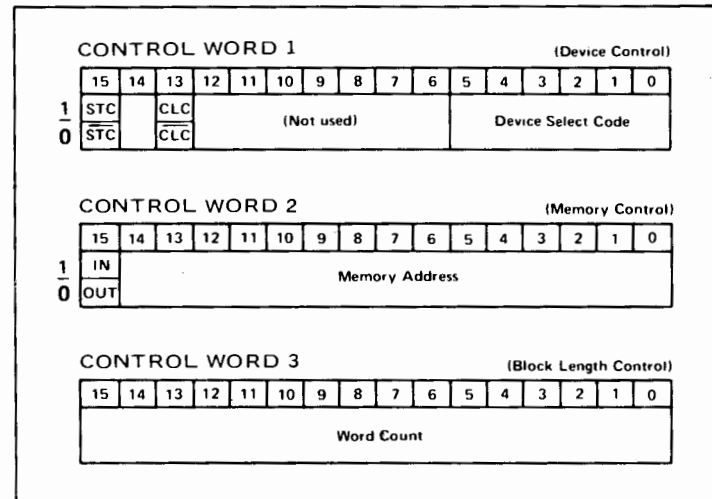 CONTROL WORD 1 (Device Control)
15 14 13 12 11 10 9 8 7 6 5 4 3 2 1 0
1 STC CLC
(Not used) Device Select Code
0 S̅T̅C̅ C̅L̅C̅
CONTROL WORD 2 (Memory Control)
15 14 13 12 11 10 9 8 7 6 5 4 3 2 1 0
1 IN
Memory Address
0 OUT
CONTROL WORD 3 (Block Length Control)
15 14 13 12 11 10 9 8 7 6 5 4 3 2 1 0
Word Count